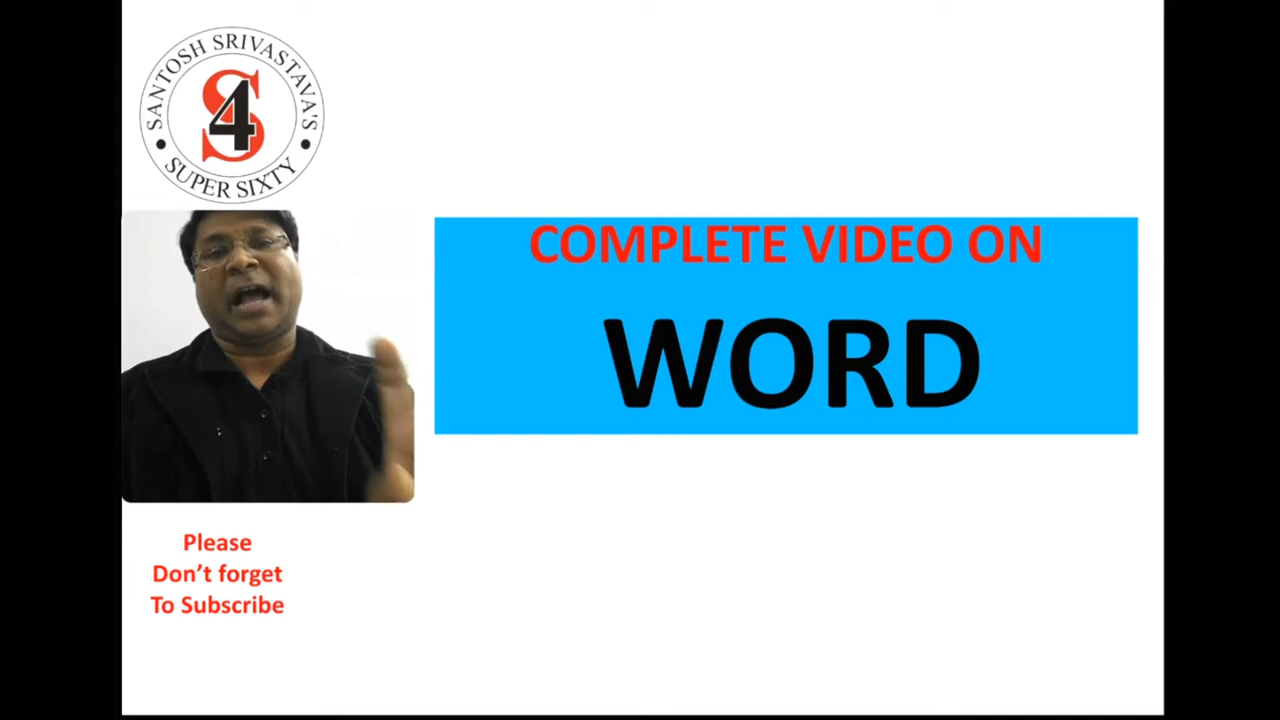 SANTOSH SRIVASTAVA'S
S4
SUPER SIXTY
COMPLETE VIDEO ON
WORD
Please
Don’t forget
To Subscribe